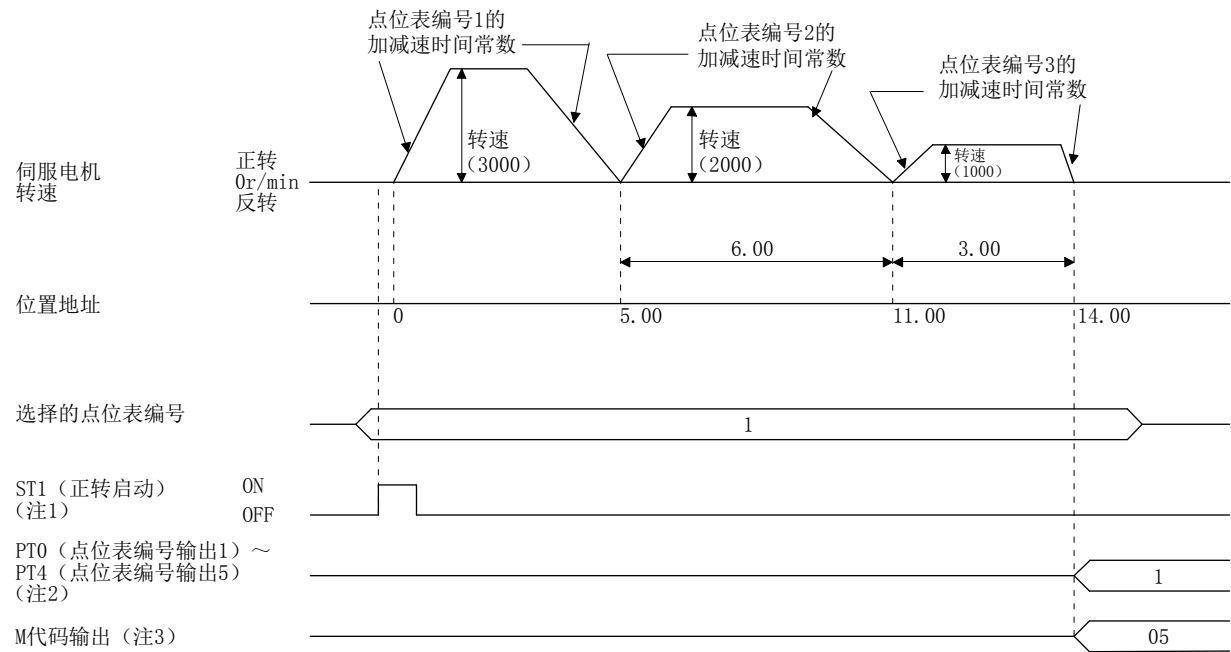 点位表编号1的
加减速时间常数
点位表编号2的
加减速时间常数
点位表编号3的
加减速时间常数
伺服电机
转速
正转
0r/min
反转
转速
(3000)
转速
(2000)
转速
(1000)
6.00
3.00
位置地址
0
5.00
11.00
14.00
选择的点位表编号
1
ST1（正转启动）
（注1）
ON
OFF
PT0（点位表编号输出1）～
PT4（点位表编号输出5）
（注2）
1
M代码输出（注3）
05